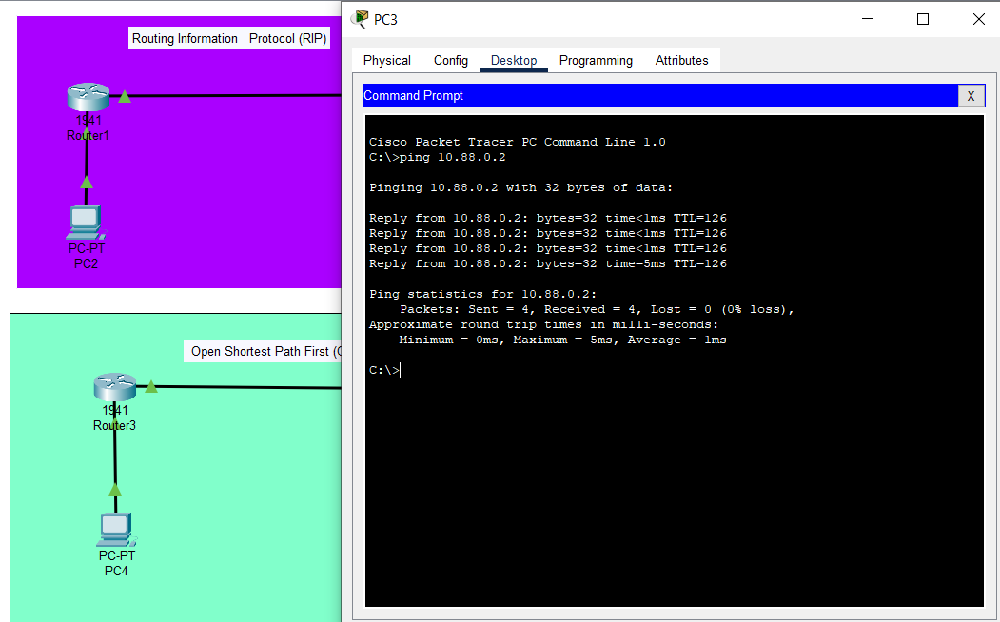 Routing Information Protocol (RIP)
1941
Router1
PC-PT
PC2
Open Shortest Path First (
1941
Router3
PC-PT
PC4
PC3
Physical Config Desktop Programming Attributes
Command Prompt
X
Cisco Packet Tracer PC Command Line 1.0
C:\>ping 10.88.0.2
Pinging 10.88.0.2 with 32 bytes of data:
Reply from 10.88.0.2: bytes=32 time<1ms TTL=126
Reply from 10.88.0.2: bytes=32 time<1ms TTL=126
Reply from 10.88.0.2: bytes=32 time<1ms TTL=126
Reply from 10.88.0.2: bytes=32 time=5ms TTL=126
Ping statistics for 10.88.0.2:
Packets: Sent = 4, Received = 4, Lost = 0 (0% loss),
Approximate round trip times in milli-seconds:
Minimum = 0ms, Maximum = 5ms, Average = 1ms
C:\>